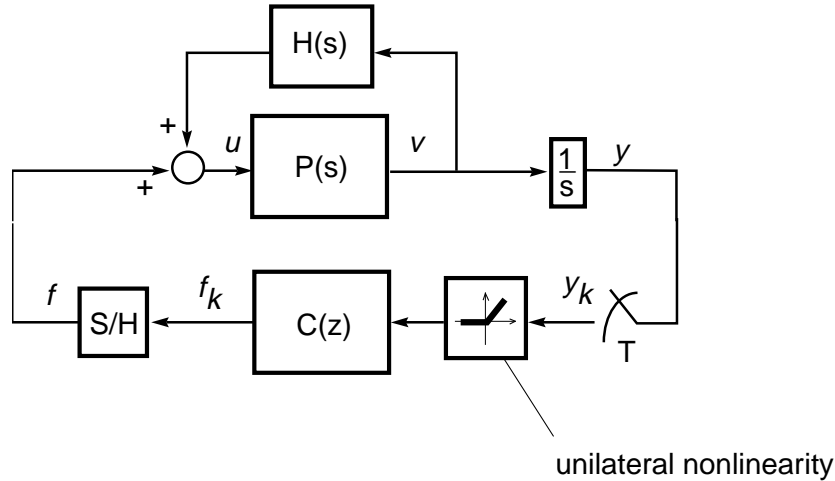 H(s)
+
u
P(s)
v
1
s
y
+
f
S/H
f_k
C(z)
y_k
T
unilateral nonlinearity